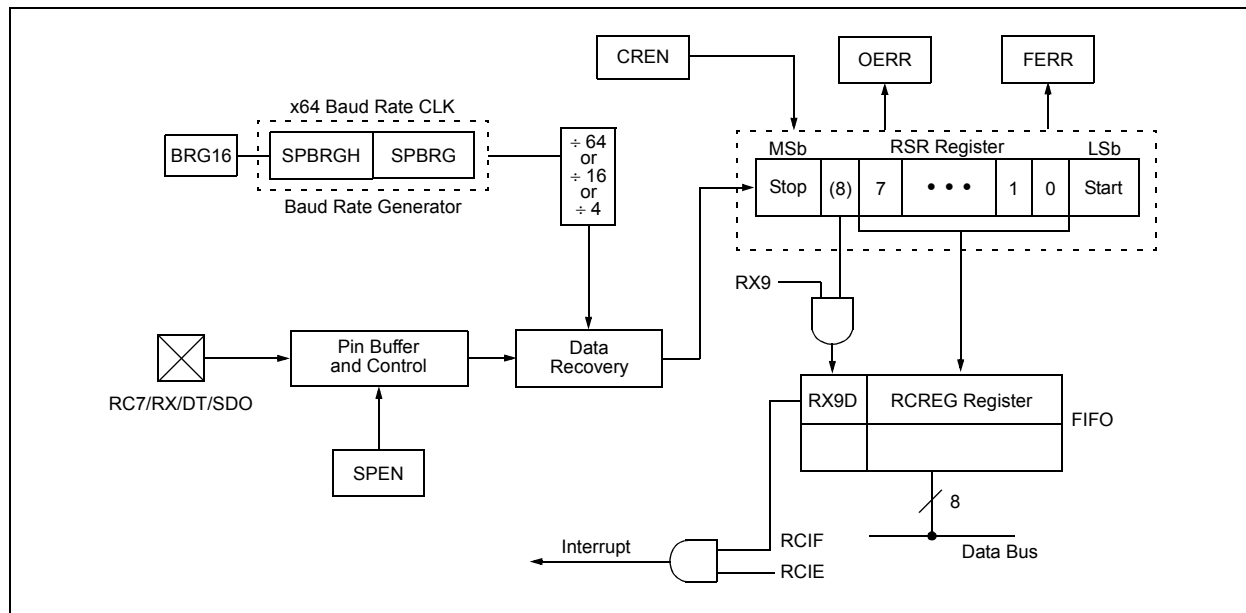 CREN
OERR
FERR
x64 Baud Rate CLK
BRG16
SPBRGH
SPBRG
Baud Rate Generator
÷ 64
or
÷ 16
or
÷ 4
MSb
RSR Register
LSb
Stop
(8)
7
• • •
1
0
Start
RX9
Pin Buffer
and Control
Data
Recovery
RC7/RX/DT/SDO
SPEN
RX9D
RCREG Register
FIFO
8
Data Bus
Interrupt
RCIF
RCIE